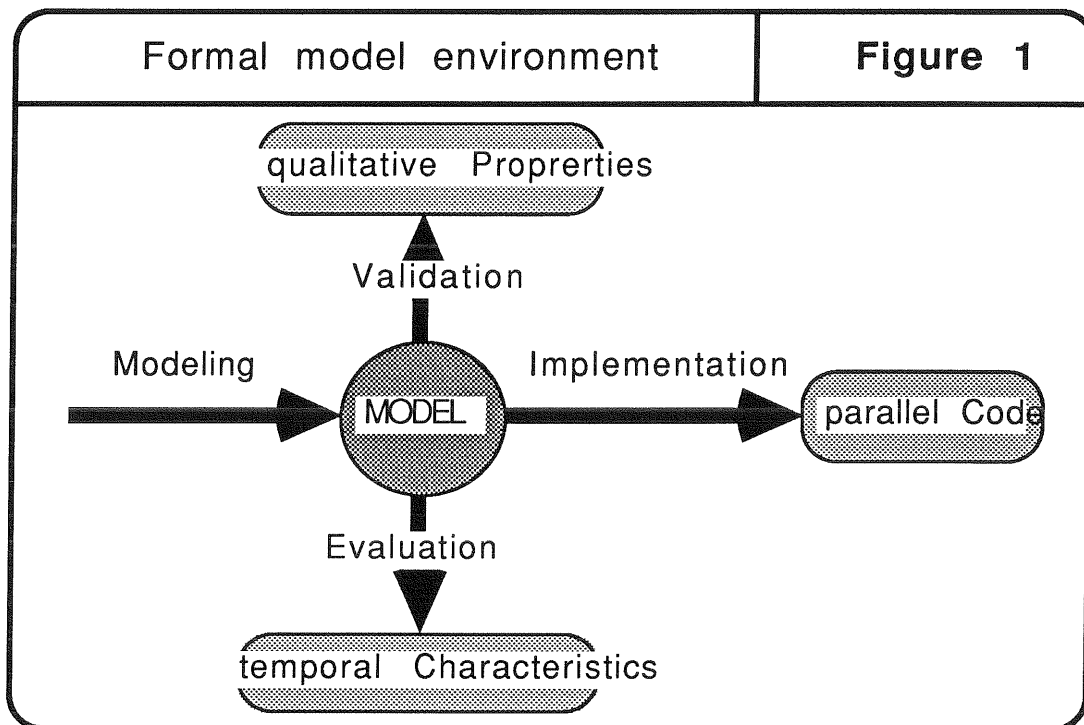 Formal model environment
Figure 1
qualitative Proprerties
Validation
Modeling
Implementation
MODEL
parallel Code
Evaluation
temporal Characteristics